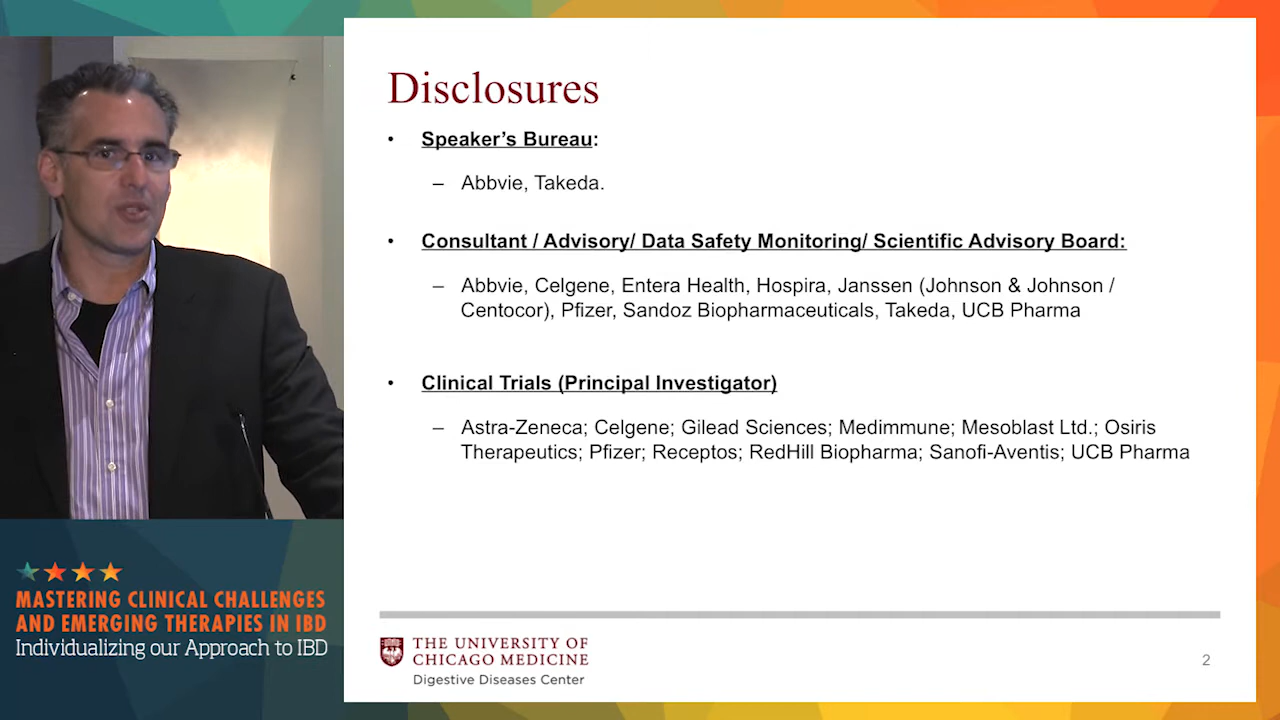 Disclosures
• Speaker’s Bureau:
– Abbvie, Takeda.
• Consultant / Advisory/ Data Safety Monitoring/ Scientific Advisory Board:
– Abbvie, Celgene, Entera Health, Hospira, Janssen (Johnson & Johnson /
Centocor), Pfizer, Sandoz Biopharmaceuticals, Takeda, UCB Pharma
• Clinical Trials (Principal Investigator)
– Astra-Zeneca; Celgene; Gilead Sciences; Medimmune; Mesoblast Ltd.; Osiris
Therapeutics; Pfizer; Receptos; RedHill Biopharma; Sanofi-Aventis; UCB Pharma
THE UNIVERSITY OF
CHICAGO MEDICINE
Digestive Diseases Center
2
MASTERING CLINICAL CHALLENGES
AND EMERGING THERAPIES IN IBD
Individualizing our Approach to IBD